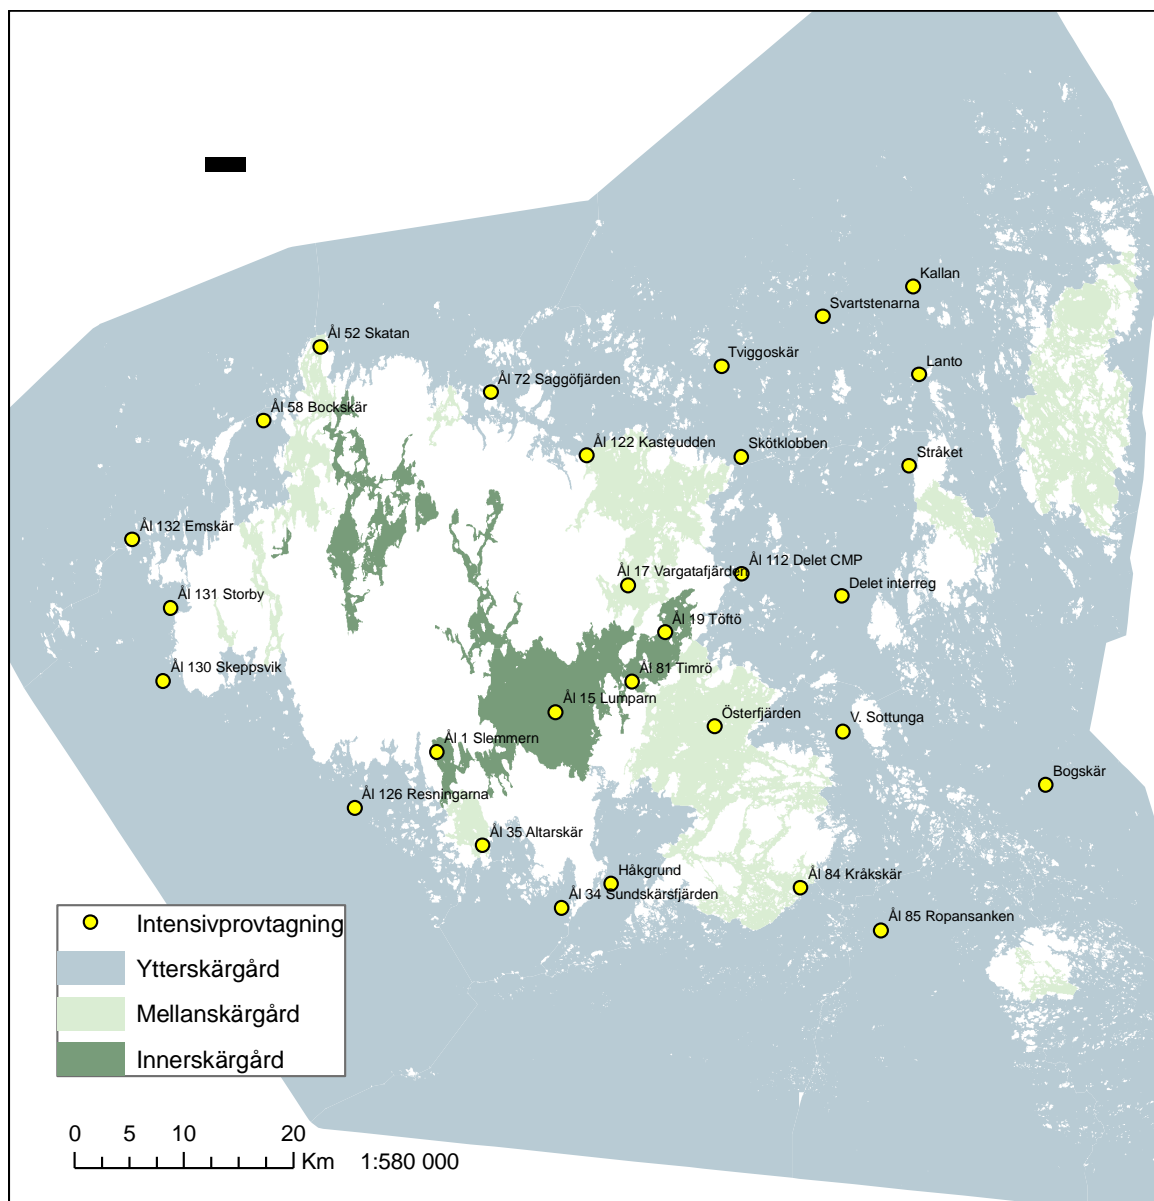 Kallan
Svartstenarna
Ål 52 Skatan
Tviggoskär
Lanto
Ål 72 Saggöfjärden
Ål 58 Bockskär
Ål 122 Kasteudden
Skötklobben
Stråket
Ål 132 Emskär
Ål 112 Delet CMP
Ål 17 Vargatafjärden
Delet interreg
Ål 131 Storby
Ål 19 Töftö
Ål 130 Skeppsvik
Ål 81 Timrö
Ål 15 Lumparn
Österfjärden
V. Sottunga
Ål 1 Slemmern
Bogskär
Ål 126 Resningarna
Ål 35 Altarskär
Håkgrund
Ål 84 Kråkskär
Ål 34 Sundskärsfjärden
Ål 85 Ropansanken
Intensivprovtagning
Ytterskärgård
Mellanskärgård
Innerskärgård
0 5 10 20
Km 1:580 000